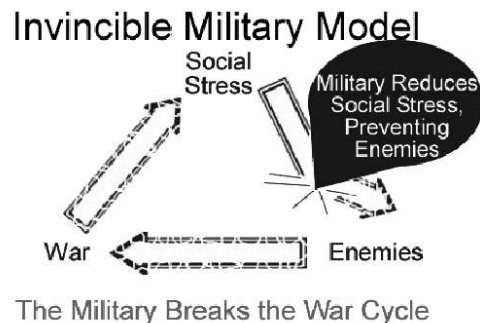 Invincible Military Model
Social
Stress
Military Reduces
Social Stress,
Preventing
Enemies
War
Enemies
The Military Breaks the War Cycle